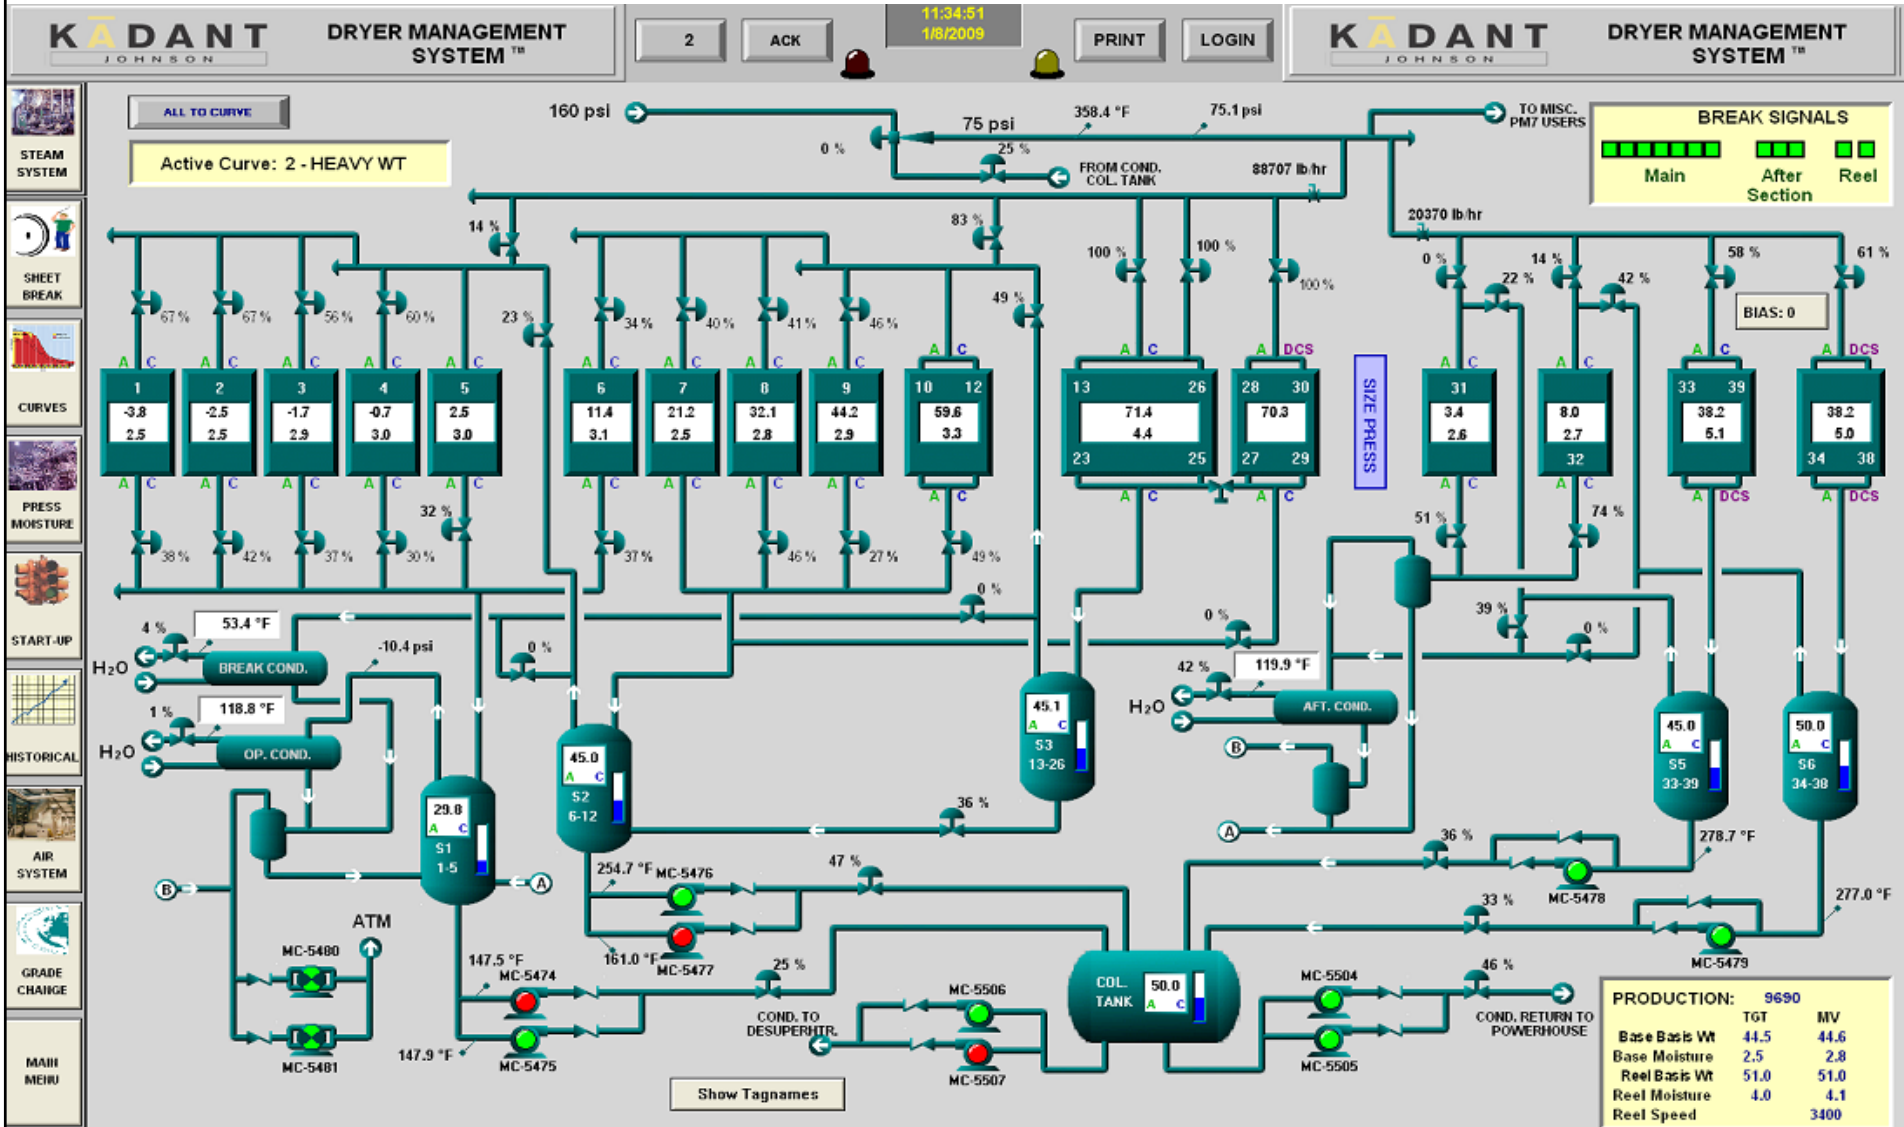 KADANT
JOHNSON
DRYER MANAGEMENT
SYSTEM ™
2
ACK
11:34:51
1/8/2009
PRINT
LOGIN
KADANT
JOHNSON
DRYER MANAGEMENT
SYSTEM ™
STEAM
SYSTEM
SHEET
BREAK
CURVES
PRESS
MOISTURE
START-UP
HISTORICAL
AIR
SYSTEM
GRADE
CHANGE
MAIN
MENU
ALL TO CURVE
Active Curve: 2 - HEAVY WT
160 psi
0 %
75 psi
358.4 °F
75.1 psi
25 %
FROM COND.
COL. TANK
TO MISC.
PM7 USERS
88707 lb/hr
20370 lb/hr
BREAK SIGNALS
Main
After
Section
Reel
14 %
83 %
100 %
100 %
100 %
0 %
22 %
14 %
42 %
58 %
61 %
BIAS: 0
67 %
67 %
56 %
60 %
23 %
34 %
40 %
41 %
46 %
49 %
A C
A C
A C
A C
A C
A C
A C
A C
A C
A C
A C
A DCS
A C
A C
A C
A DCS
1
-3.8
2.5
2
-2.5
2.5
3
-1.7
2.9
4
-0.7
3.0
5
2.5
3.0
6
11.4
3.1
7
21.2
2.5
8
32.1
2.8
9
44.2
2.9
10 12
59.6
3.3
13 26
71.4
4.4
23 25
28 30
70.3
27 29
SIZE PRESS
31
3.4
2.6
8.0
2.7
32
33 39
38.2
5.1
38.2
5.0
34 38
A C
A C
A C
A C
A C
A C
A C
A C
A C
A C
A C
A C
A C
A C
A DCS
A DCS
38 %
42 %
37 %
30 %
32 %
37 %
46 %
27 %
49 %
51 %
74 %
0 %
0 %
0 %
39 %
0 %
4 %
53.4 °F
H₂O
BREAK COND.
-10.4 psi
1 %
118.8 °F
H₂O
OP. COND.
42 %
119.9 °F
H₂O
AFT. COND.
B
A
29.8
A C
S1
1-5
45.0
A C
S2
6-12
45.1
A C
S3
13-26
45.0
A C
S5
33-39
50.0
A C
S6
34-38
36 %
B
A
254.7 °F
MC-5476
47 %
161.0 °F
MC-5477
36 %
278.7 °F
MC-5478
33 %
277.0 °F
MC-5479
ATM
MC-5480
MC-5481
147.5 °F
MC-5474
25 %
147.9 °F
MC-5475
COND. TO
DESUPERHTR.
MC-5506
MC-5507
COL.
TANK
50.0
A C
MC-5504
46 %
COND. RETURN TO
POWERHOUSE
MC-5505
Show Tagnames
PRODUCTION: 9690
TGT MV
Base Basis Wt 44.5 44.6
Base Moisture 2.5 2.8
Reel Basis Wt 51.0 51.0
Reel Moisture 4.0 4.1
Reel Speed 3400